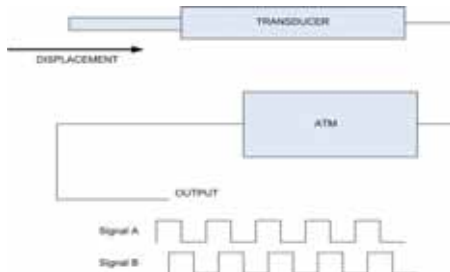 TRANSDUCER
DISPLACEMENT
ATM
OUTPUT
Signal A
Signal B